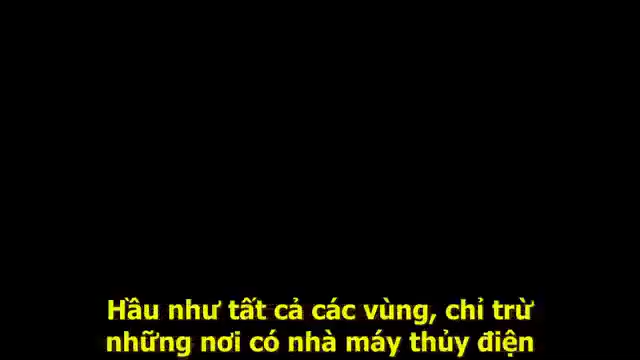 Hầu như tất cả các vùng, chỉ trừ
những nơi có nhà máy thủy điện